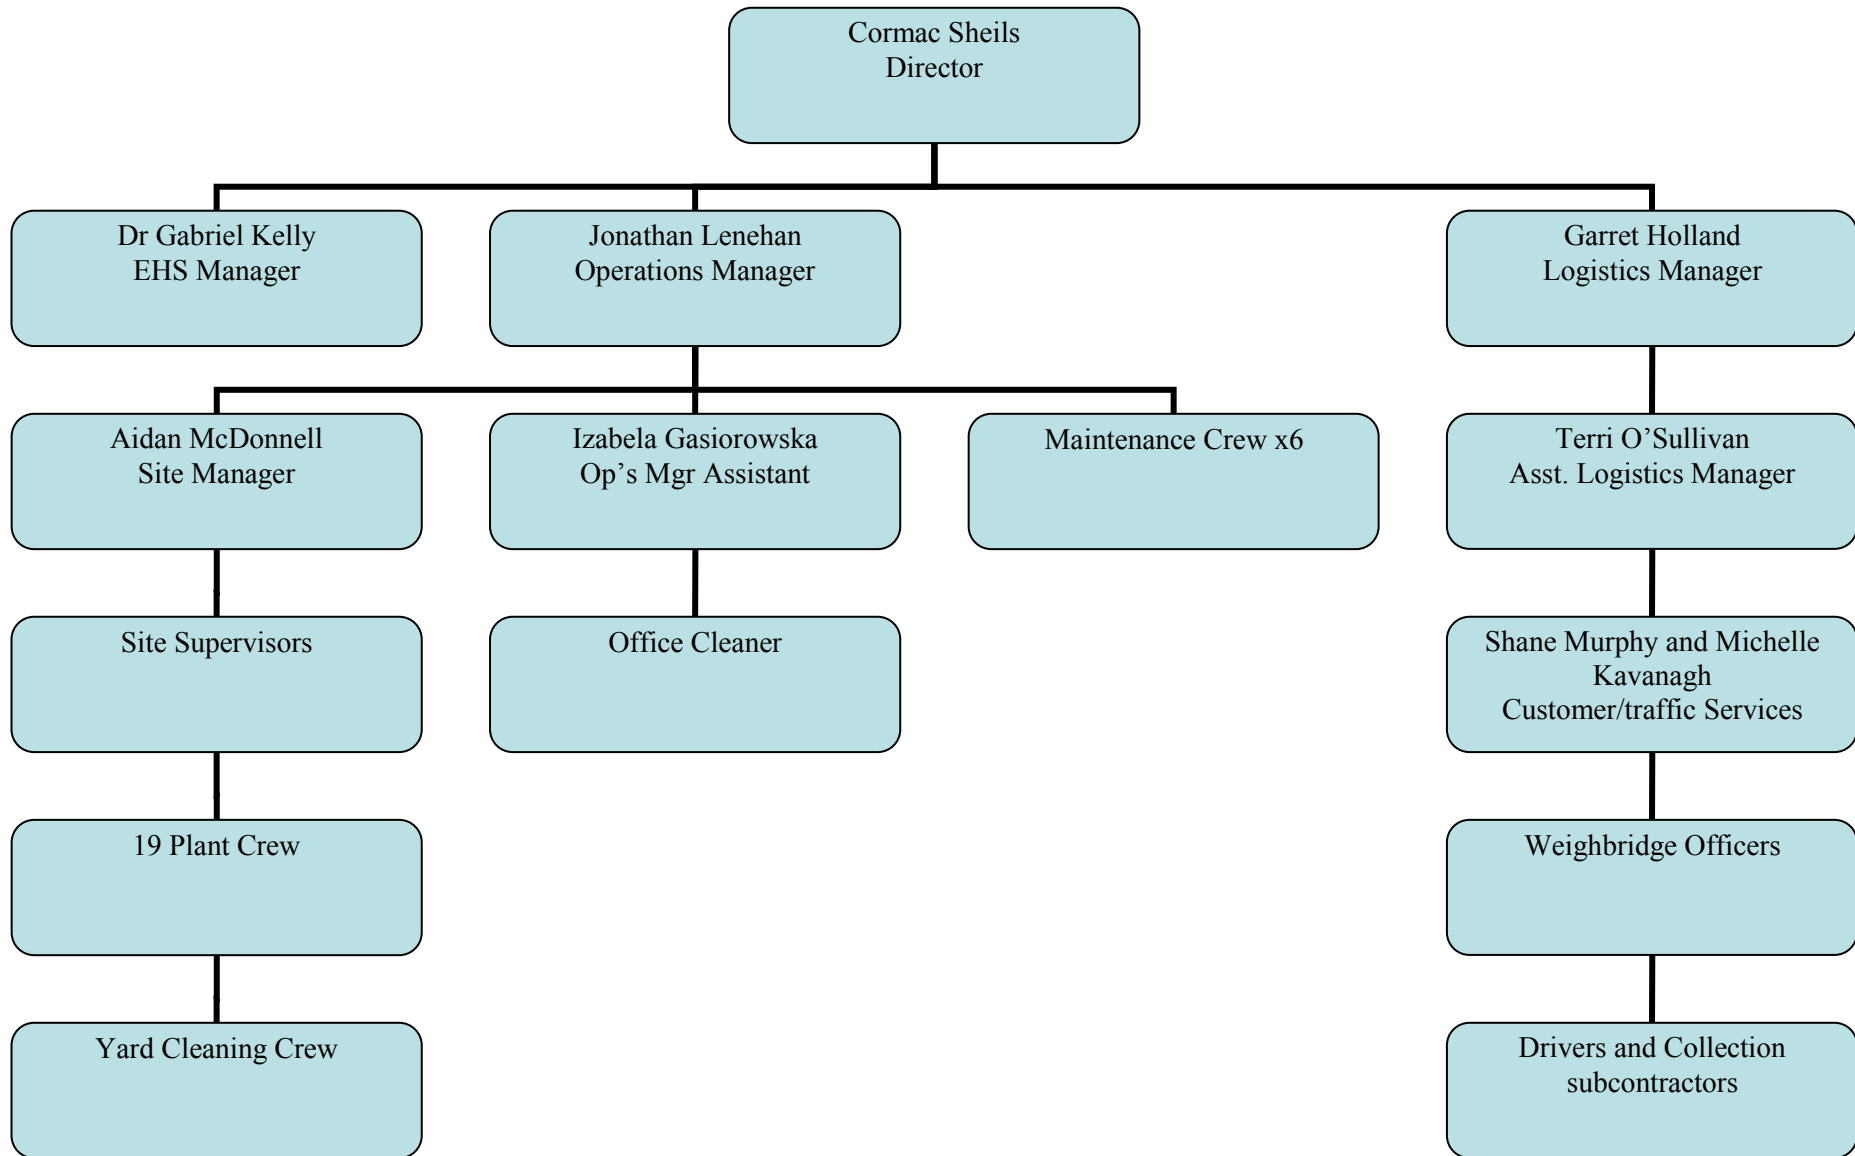 Cormac Sheils
Director
Dr Gabriel Kelly
EHS Manager
Jonathan Lenehan
Operations Manager
Garret Holland
Logistics Manager
Aidan McDonnell
Site Manager
Izabela Gasiorowska
Op’s Mgr Assistant
Maintenance Crew x6
Terri O’Sullivan
Asst. Logistics Manager
Site Supervisors
Office Cleaner
Shane Murphy and Michelle
Kavanagh
Customer/traffic Services
19 Plant Crew
Weighbridge Officers
Yard Cleaning Crew
Drivers and Collection
subcontractors